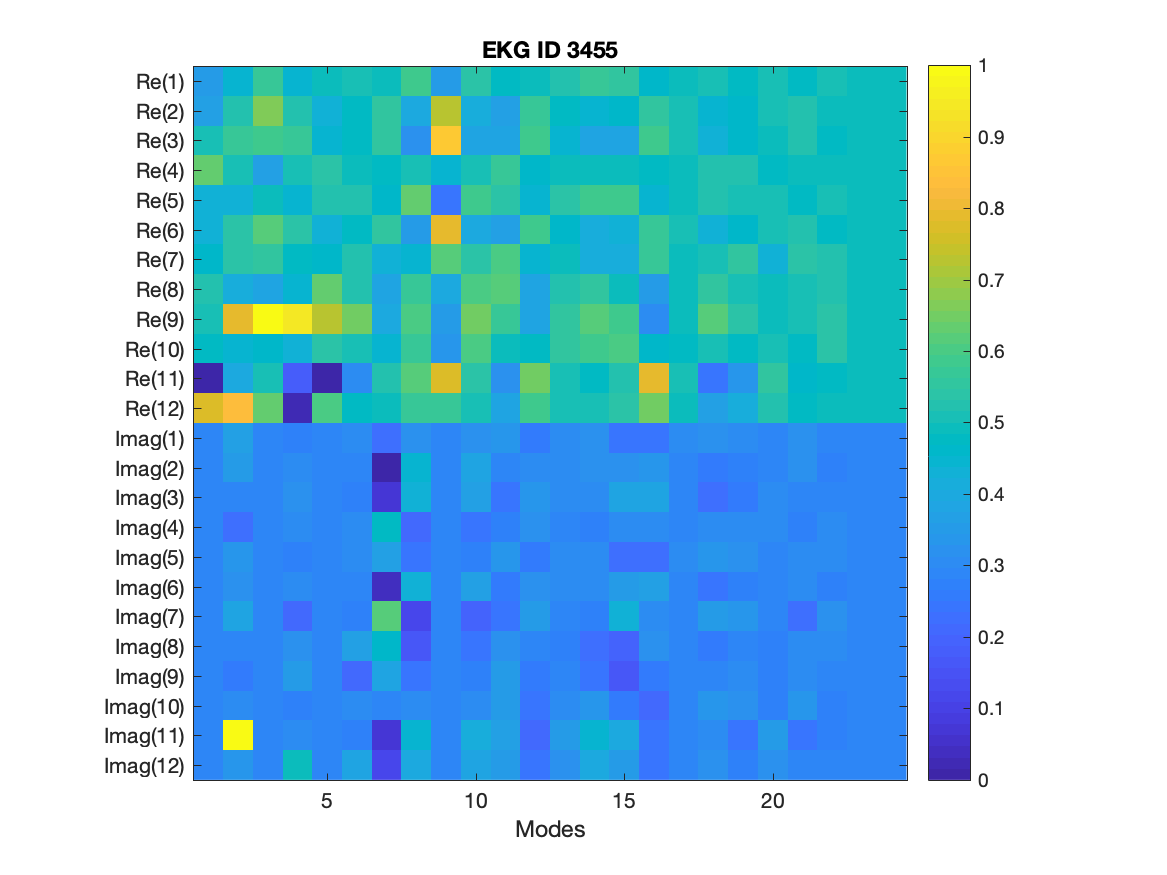 EKG ID 3455
Re(1)
Re(2)
Re(3)
Re(4)
Re(5)
Re(6)
Re(7)
Re(8)
Re(9)
Re(10)
Re(11)
Re(12)
Imag(1)
Imag(2)
Imag(3)
Imag(4)
Imag(5)
Imag(6)
Imag(7)
Imag(8)
Imag(9)
Imag(10)
Imag(11)
Imag(12)
5 10 15 20
Modes
1
0.9
0.8
0.7
0.6
0.5
0.4
0.3
0.2
0.1
0